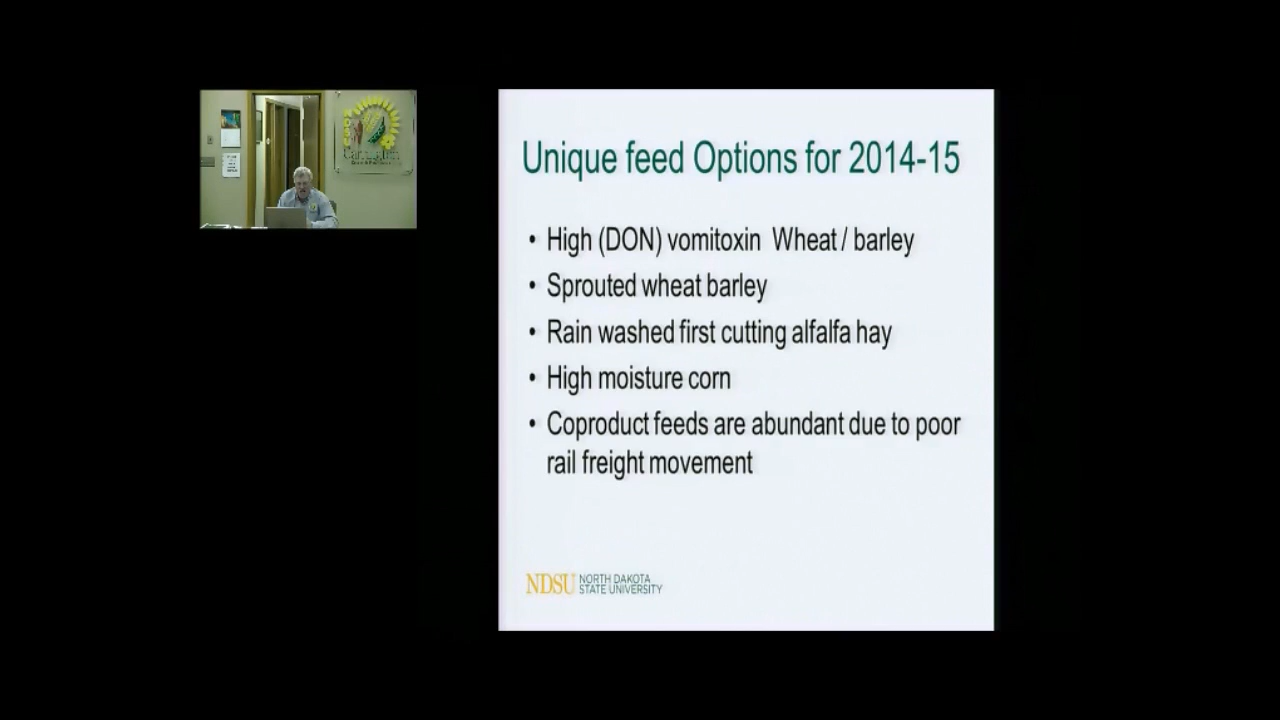 Unique feed Options for 2014-15
• High (DON) vomitoxin Wheat / barley
• Sprouted wheat barley
• Rain washed first cutting alfalfa hay
• High moisture corn
• Coproduct feeds are abundant due to poor
rail freight movement
NDSU NORTH DAKOTA
STATE UNIVERSITY